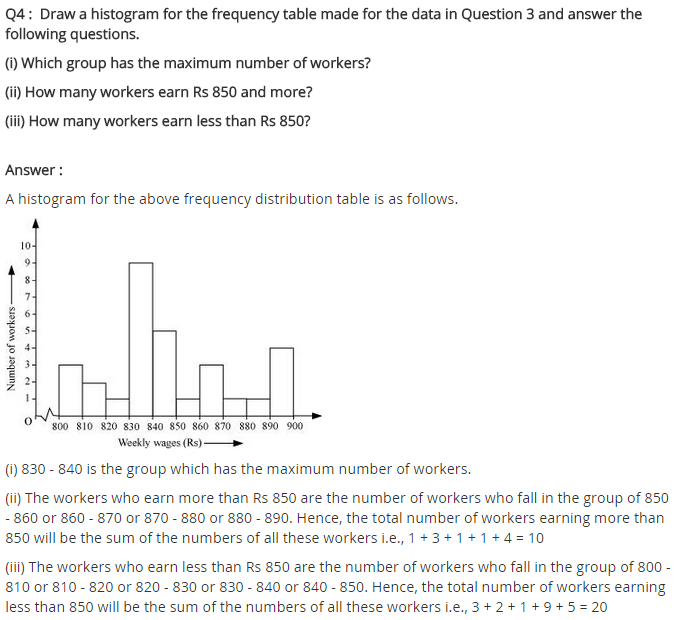 Q4 : Draw a histogram for the frequency table made for the data in Question 3 and answer the
following questions.
(i) Which group has the maximum number of workers?
(ii) How many workers earn Rs 850 and more?
(iii) How many workers earn less than Rs 850?
Answer :
A histogram for the above frequency distribution table is as follows.
10
9
8
7
6
5
4
3
2
1
O
Number of workers
800 810 820 830 840 850 860 870 880 890 900
Weekly wages (Rs)
(i) 830 - 840 is the group which has the maximum number of workers.
(ii) The workers who earn more than Rs 850 are the number of workers who fall in the group of 850
- 860 or 860 - 870 or 870 - 880 or 880 - 890. Hence, the total number of workers earning more than
850 will be the sum of the numbers of all these workers i.e., 1 + 3 + 1 + 1 + 4 = 10
(iii) The workers who earn less than Rs 850 are the number of workers who fall in the group of 800 -
810 or 810 - 820 or 820 - 830 or 830 - 840 or 840 - 850. Hence, the total number of workers earning
less than 850 will be the sum of the numbers of all these workers i.e., 3 + 2 + 1 + 9 + 5 = 20